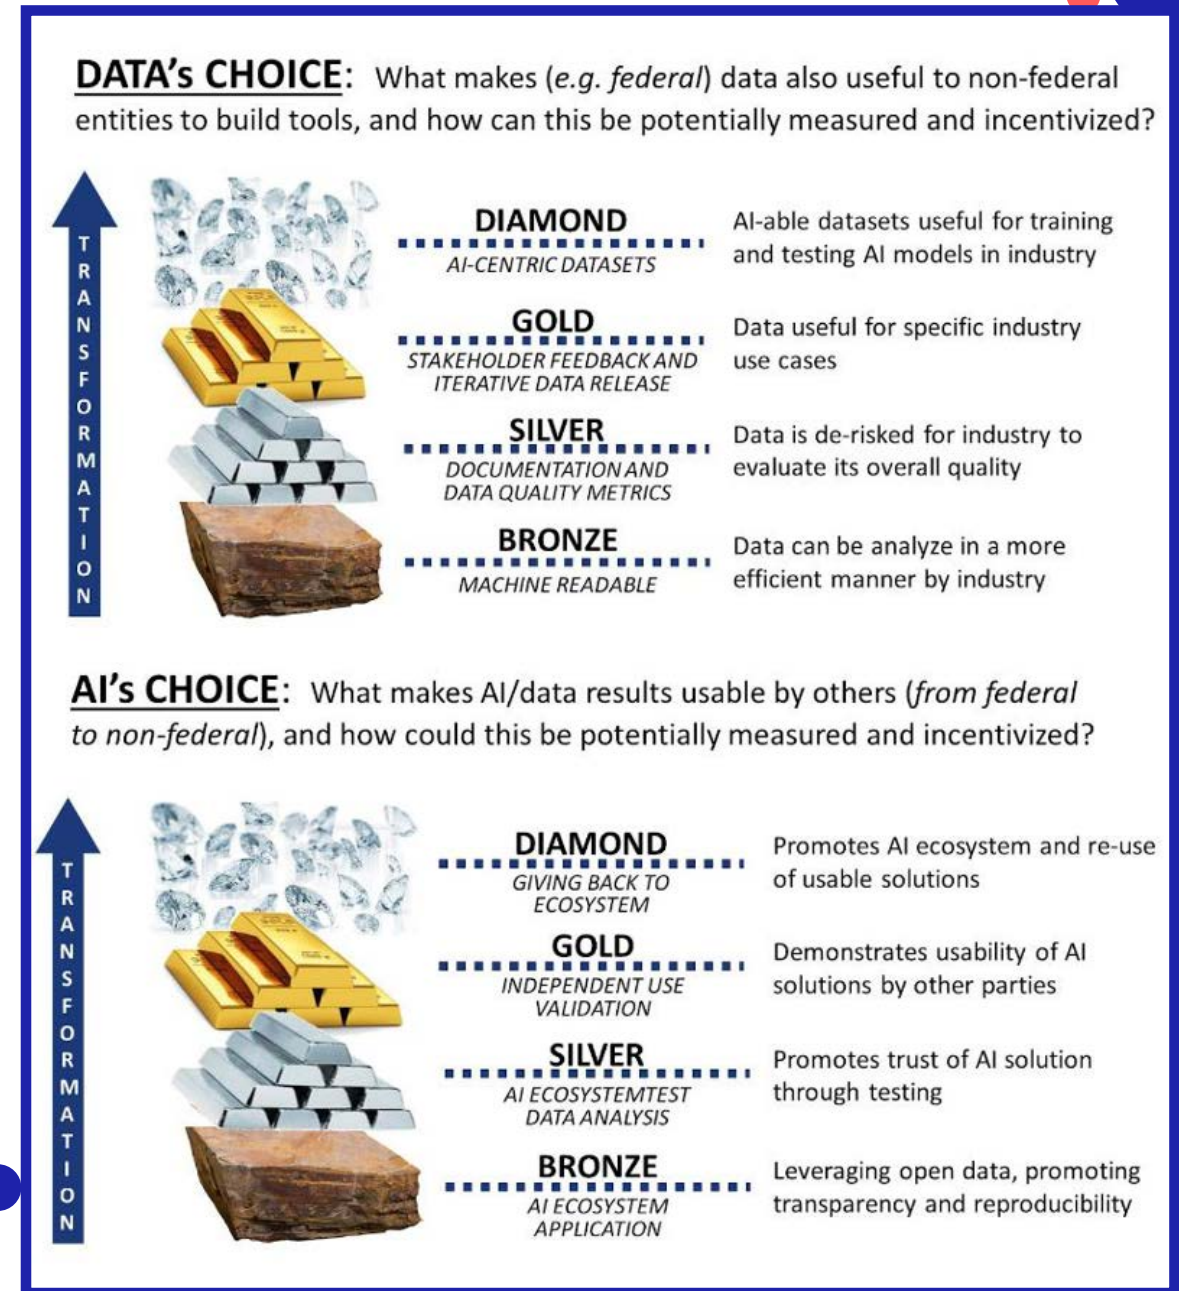 DATA's CHOICE: What makes (e.g. federal) data also useful to non-federal
entities to build tools, and how can this be potentially measured and incentivized?
TRANSFORMATION
DIAMOND
AI-CENTRIC DATASETS
AI-able datasets useful for training
and testing AI models in industry
GOLD
STAKEHOLDER FEEDBACK AND
ITERATIVE DATA RELEASE
Data useful for specific industry
use cases
SILVER
DOCUMENTATION AND
DATA QUALITY METRICS
Data is de-risked for industry to
evaluate its overall quality
BRONZE
MACHINE READABLE
Data can be analyze in a more
efficient manner by industry
AI's CHOICE: What makes AI/data results usable by others (from federal
to non-federal), and how could this be potentially measured and incentivized?
TRANSFORMATION
DIAMOND
GIVING BACK TO
ECOSYSTEM
Promotes AI ecosystem and re-use
of usable solutions
GOLD
INDEPENDENT USE
VALIDATION
Demonstrates usability of AI
solutions by other parties
SILVER
AI ECOSYSTEMTEST
DATA ANALYSIS
Promotes trust of AI solution
through testing
BRONZE
AI ECOSYSTEM
APPLICATION
Leveraging open data, promoting
transparency and reproducibility